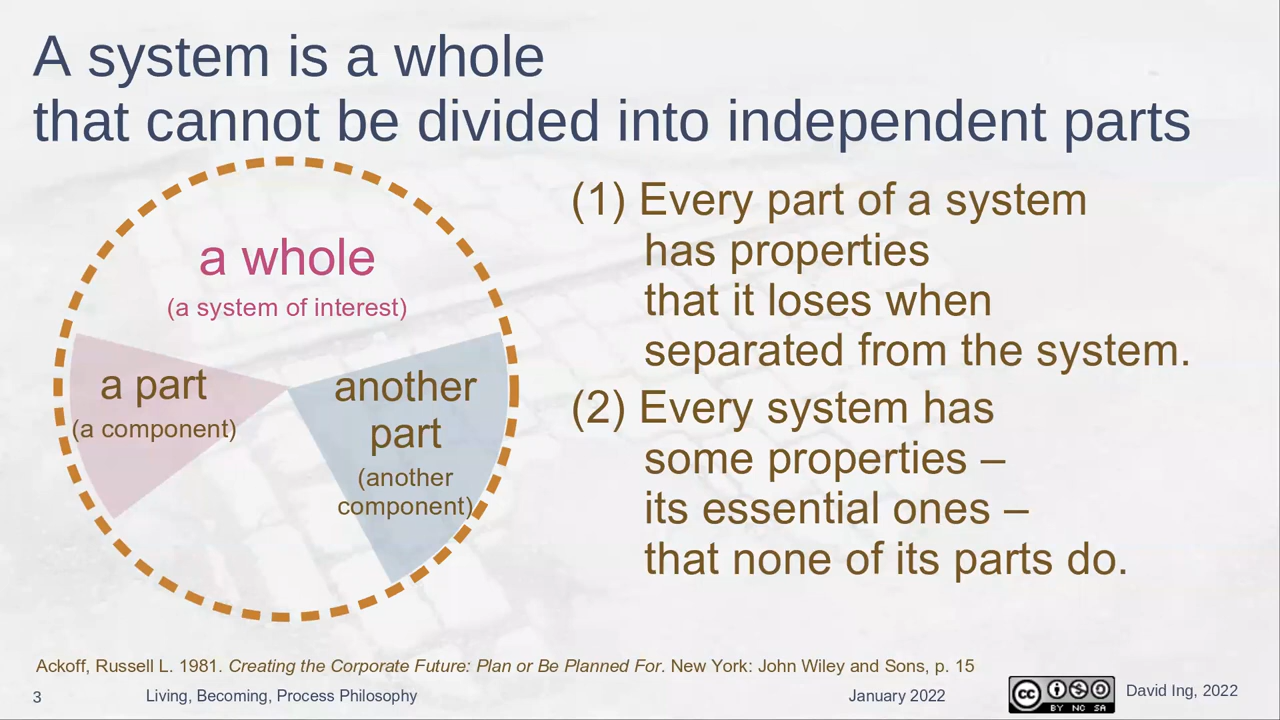 A system is a whole
that cannot be divided into independent parts
a whole
(a system of interest)
a part
(a component)
another
part
(another
component)
(1) Every part of a system
has properties
that it loses when
separated from the system.
(2) Every system has
some properties –
its essential ones –
that none of its parts do.
Ackoff, Russell L. 1981. Creating the Corporate Future: Plan or Be Planned For. New York: John Wiley and Sons, p. 15
3
Living, Becoming, Process Philosophy
January 2022
cc
BY NC SA
David Ing, 2022